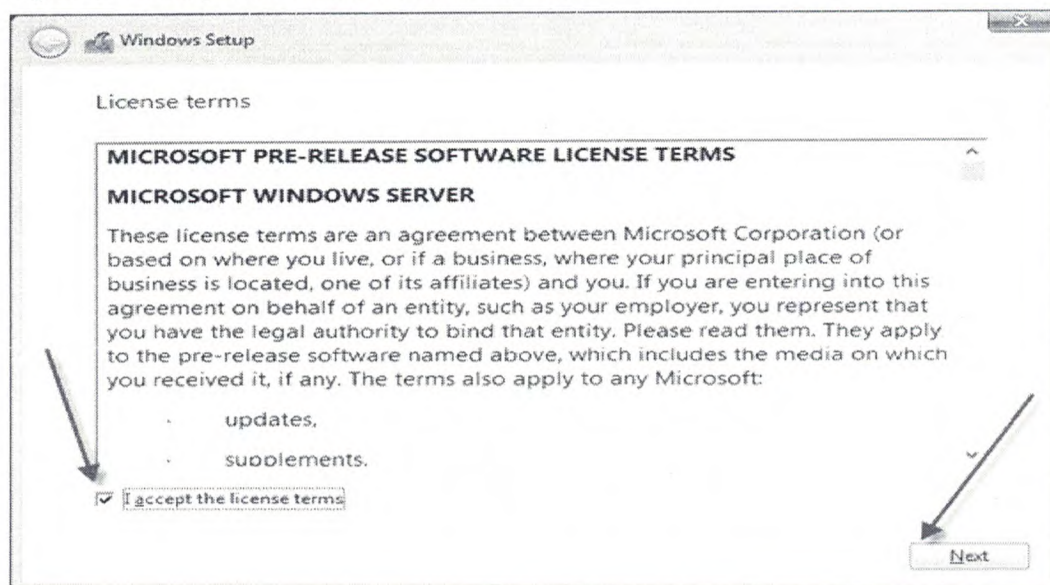 Windows Setup
License terms
MICROSOFT PRE-RELEASE SOFTWARE LICENSE TERMS
MICROSOFT WINDOWS SERVER
These license terms are an agreement between Microsoft Corporation (or
based on where you live, or if a business, where your principal place of
business is located, one of its affiliates) and you. If you are entering into this
agreement on behalf of an entity, such as your employer, you represent that
you have the legal authority to bind that entity. Please read them. They apply
to the pre-release software named above, which includes the media on which
you received it, if any. The terms also apply to any Microsoft:
· updates,
· supplements.
I accept the license terms
Next